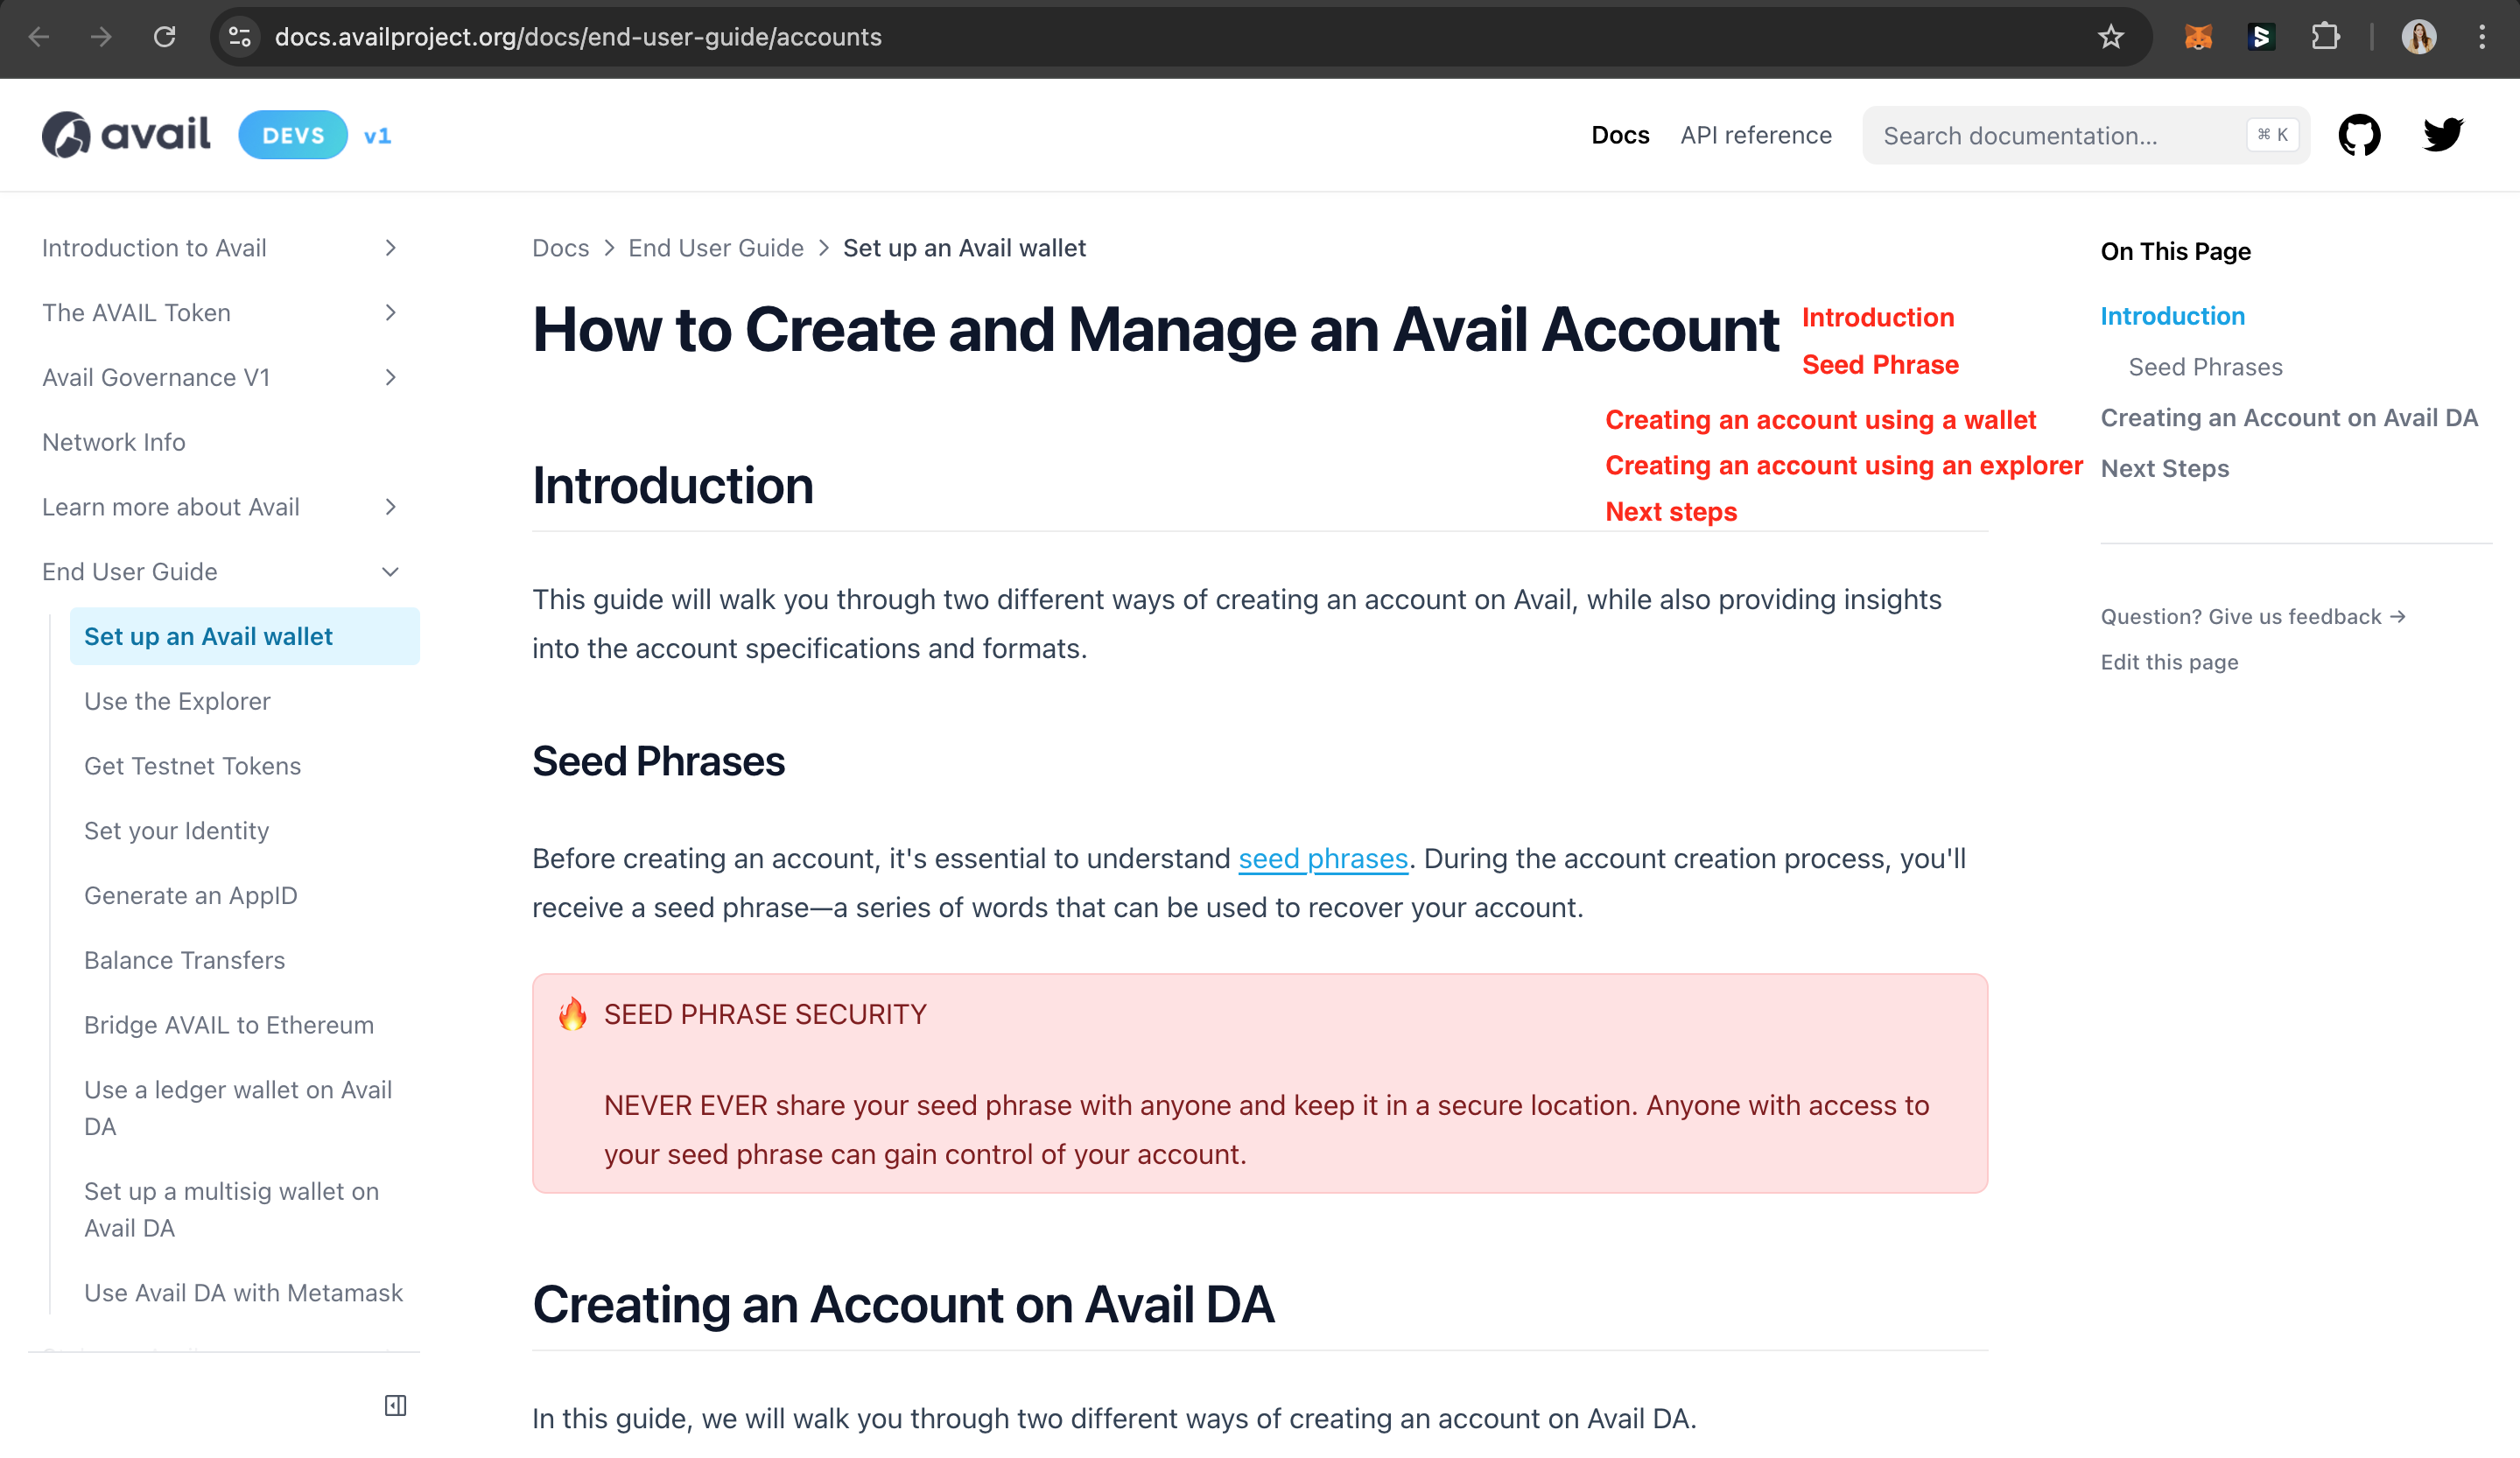 docs.availproject.org/docs/end-user-guide/accounts
avail
DEVS
v1
Docs
API reference
Search documentation...
⌘ K
Introduction to Avail
The AVAIL Token
Avail Governance V1
Network Info
Learn more about Avail
End User Guide
Set up an Avail wallet
Use the Explorer
Get Testnet Tokens
Set your Identity
Generate an AppID
Balance Transfers
Bridge AVAIL to Ethereum
Use a ledger wallet on Avail
DA
Set up a multisig wallet on
Avail DA
Use Avail DA with Metamask
Docs > End User Guide > Set up an Avail wallet
How to Create and Manage an Avail Account
Introduction
Seed Phrase
Creating an account using a wallet
Creating an account using an explorer
Next steps
Introduction
This guide will walk you through two different ways of creating an account on Avail, while also providing insights
into the account specifications and formats.
Seed Phrases
Before creating an account, it's essential to understand seed phrases. During the account creation process, you'll
receive a seed phrase—a series of words that can be used to recover your account.
🔥 SEED PHRASE SECURITY
NEVER EVER share your seed phrase with anyone and keep it in a secure location. Anyone with access to
your seed phrase can gain control of your account.
Creating an Account on Avail DA
In this guide, we will walk you through two different ways of creating an account on Avail DA.
On This Page
Introduction
Seed Phrases
Creating an Account on Avail DA
Next Steps
Question? Give us feedback →
Edit this page